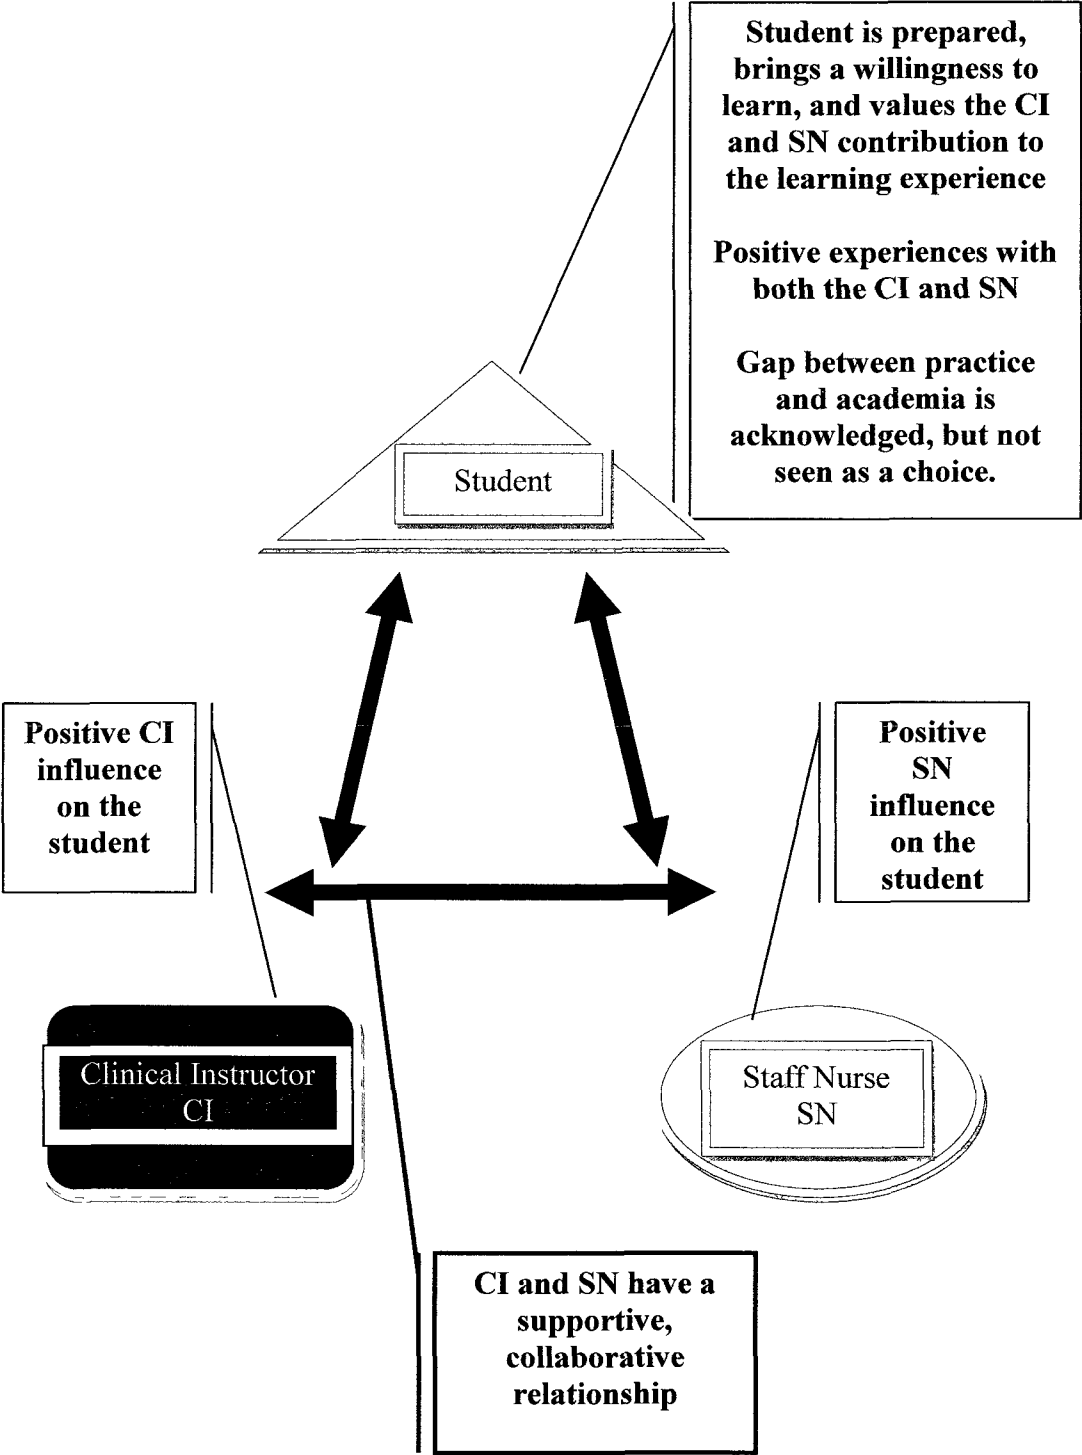 Student is prepared,
brings a willingness to
learn, and values the CI
and SN contribution to
the learning experience
Positive experiences with
both the CI and SN
Gap between practice
and academia is
acknowledged, but not
seen as a choice.
Student
Positive CI
influence
on the
student
Positive
SN
influence
on the
student
Clinical Instructor
CI
Staff Nurse
SN
CI and SN have a
supportive,
collaborative
relationship